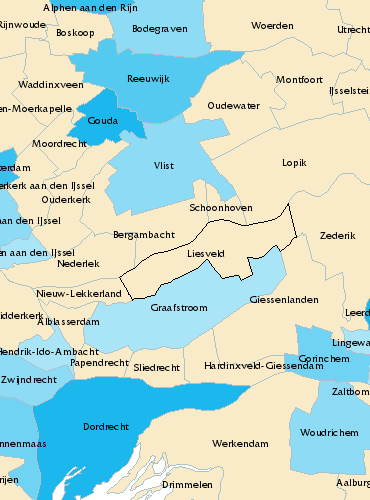 Alphen aan den Rijn
Rijnwoude
Boskoop
Bodegraven
Woerden
Utrecht
Reeuwijk
Waddinxveen
Montfoort
IJsselstei
Oudewater
en-Moerkapelle
Gouda
Moordrecht
Vlist
Lopik
erdam
erkerk aan den IJssel
Ouderkerk
aan den IJssel
Schoonhoven
Bergambacht
Zederik
en aan den IJssel
Nederlek
Liesveld
Nieuw-Lekkerland
Graafstroom
Giessenlanden
idderkerk
Alblasserdam
Leerd
Lingewa
Hendrik-Ido-Ambacht
Papendrecht
Sliedrecht
Hardinxveld-Giessendam
Gorinchem
Zwijndrecht
Zaltbom
Dordrecht
Woudrichem
nnenmaas
Werkendam
rijen
Drimmelen
Aalburg